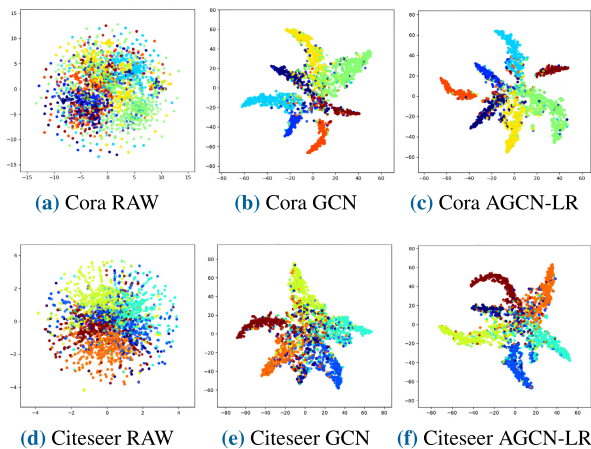 (a) Cora RAW
(b) Cora GCN
(c) Cora AGCN-LR
(d) Citeseer RAW
(e) Citeseer GCN
(f) Citeseer AGCN-LR